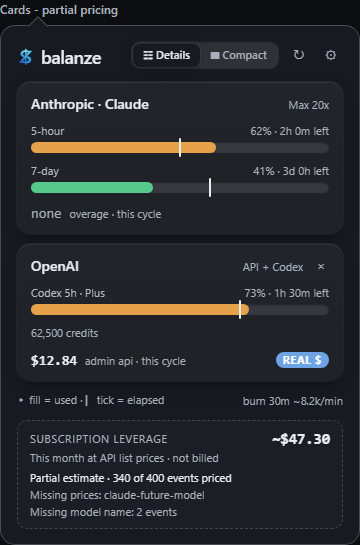 Cards - partial pricing
balanze
Details
Compact
Anthropic · Claude
Max 20x
5-hour
62% · 2h 0m left
7-day
41% · 3d 0h left
none overage · this cycle
OpenAI
API + Codex ×
Codex 5h · Plus
73% · 1h 30m left
62,500 credits
$12.84 admin api · this cycle
REAL $
fill = used · | tick = elapsed
burn 30m ~8.2k/min
SUBSCRIPTION LEVERAGE
~$47.30
This month at API list prices · not billed
Partial estimate · 340 of 400 events priced
Missing prices: claude-future-model
Missing model name: 2 events